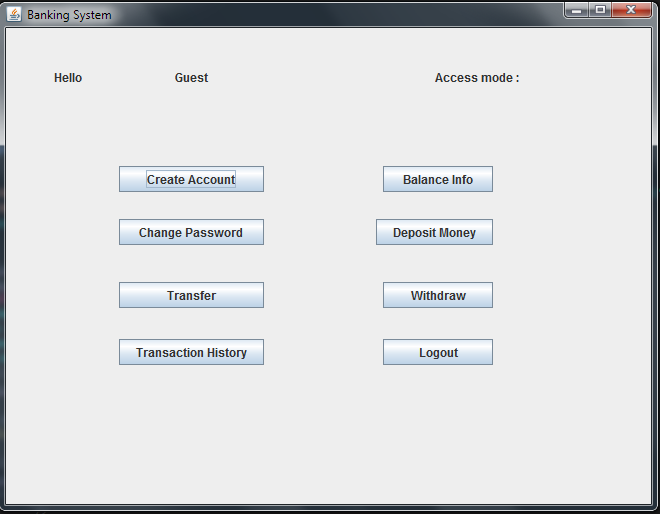 Banking System
Hello Guest Access mode :
Create Account Balance Info
Change Password Deposit Money
Transfer Withdraw
Transaction History Logout